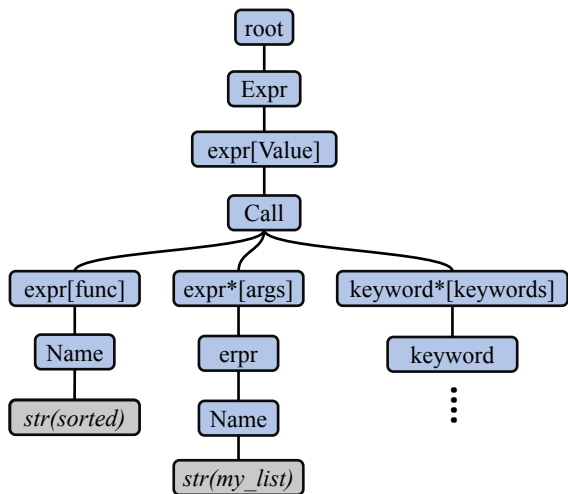 root
Expr
expr[Value]
Call
expr[func] expr*[args] keyword*[keywords]
Name erpr keyword
str(sorted) Name
str(my_list)